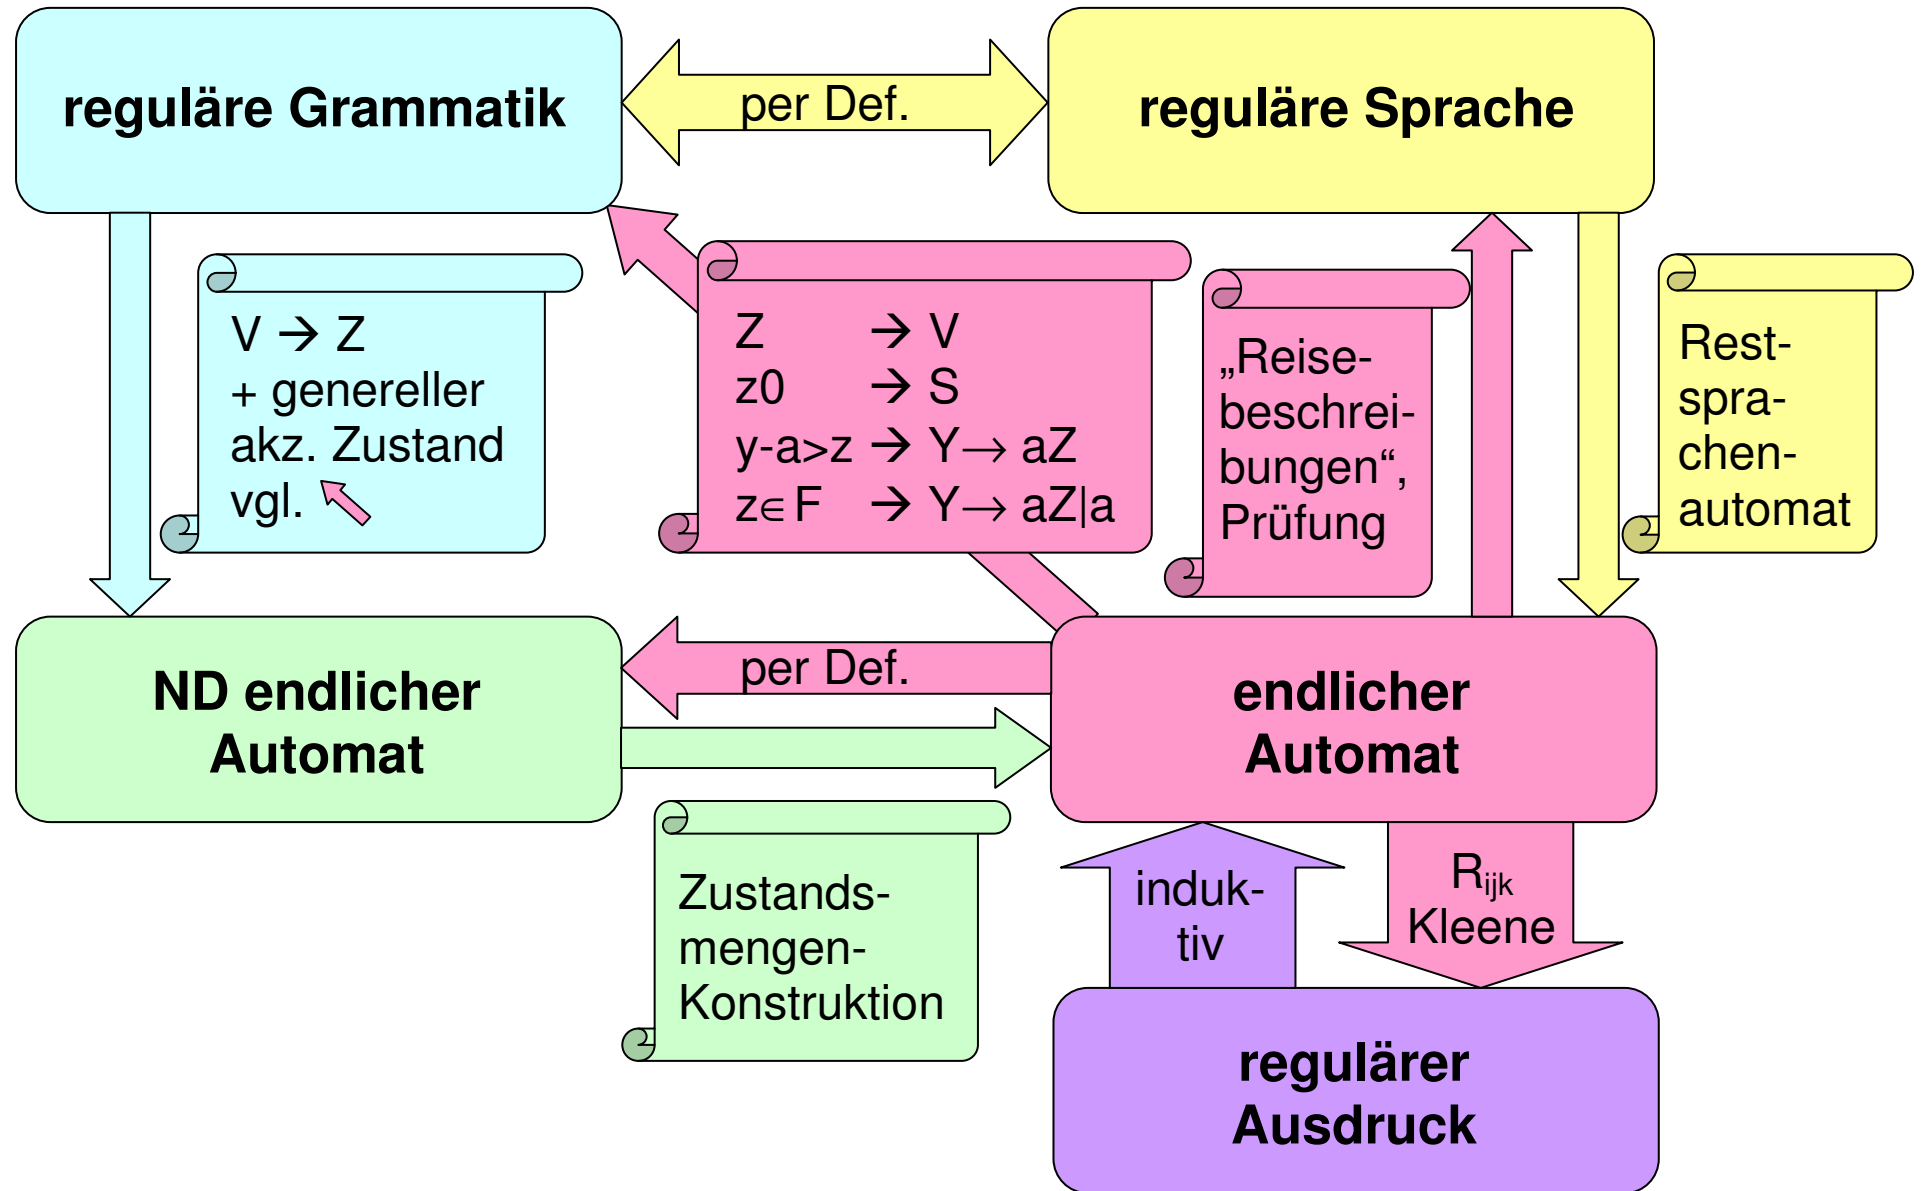 reguläre Grammatik
per Def.
reguläre Sprache
V → Z
+ genereller
akz. Zustand
vgl.
Z → V
z0 → S
y-a>z → Y→ aZ
z∈F → Y→ aZ|a
„Reise-
beschrei-
bungen“,
Prüfung
Rest-
spra-
chen-
automat
ND endlicher
Automat
per Def.
endlicher
Automat
Zustands-
mengen-
Konstruktion
induk-
tiv
Rijk
Kleene
regulärer
Ausdruck